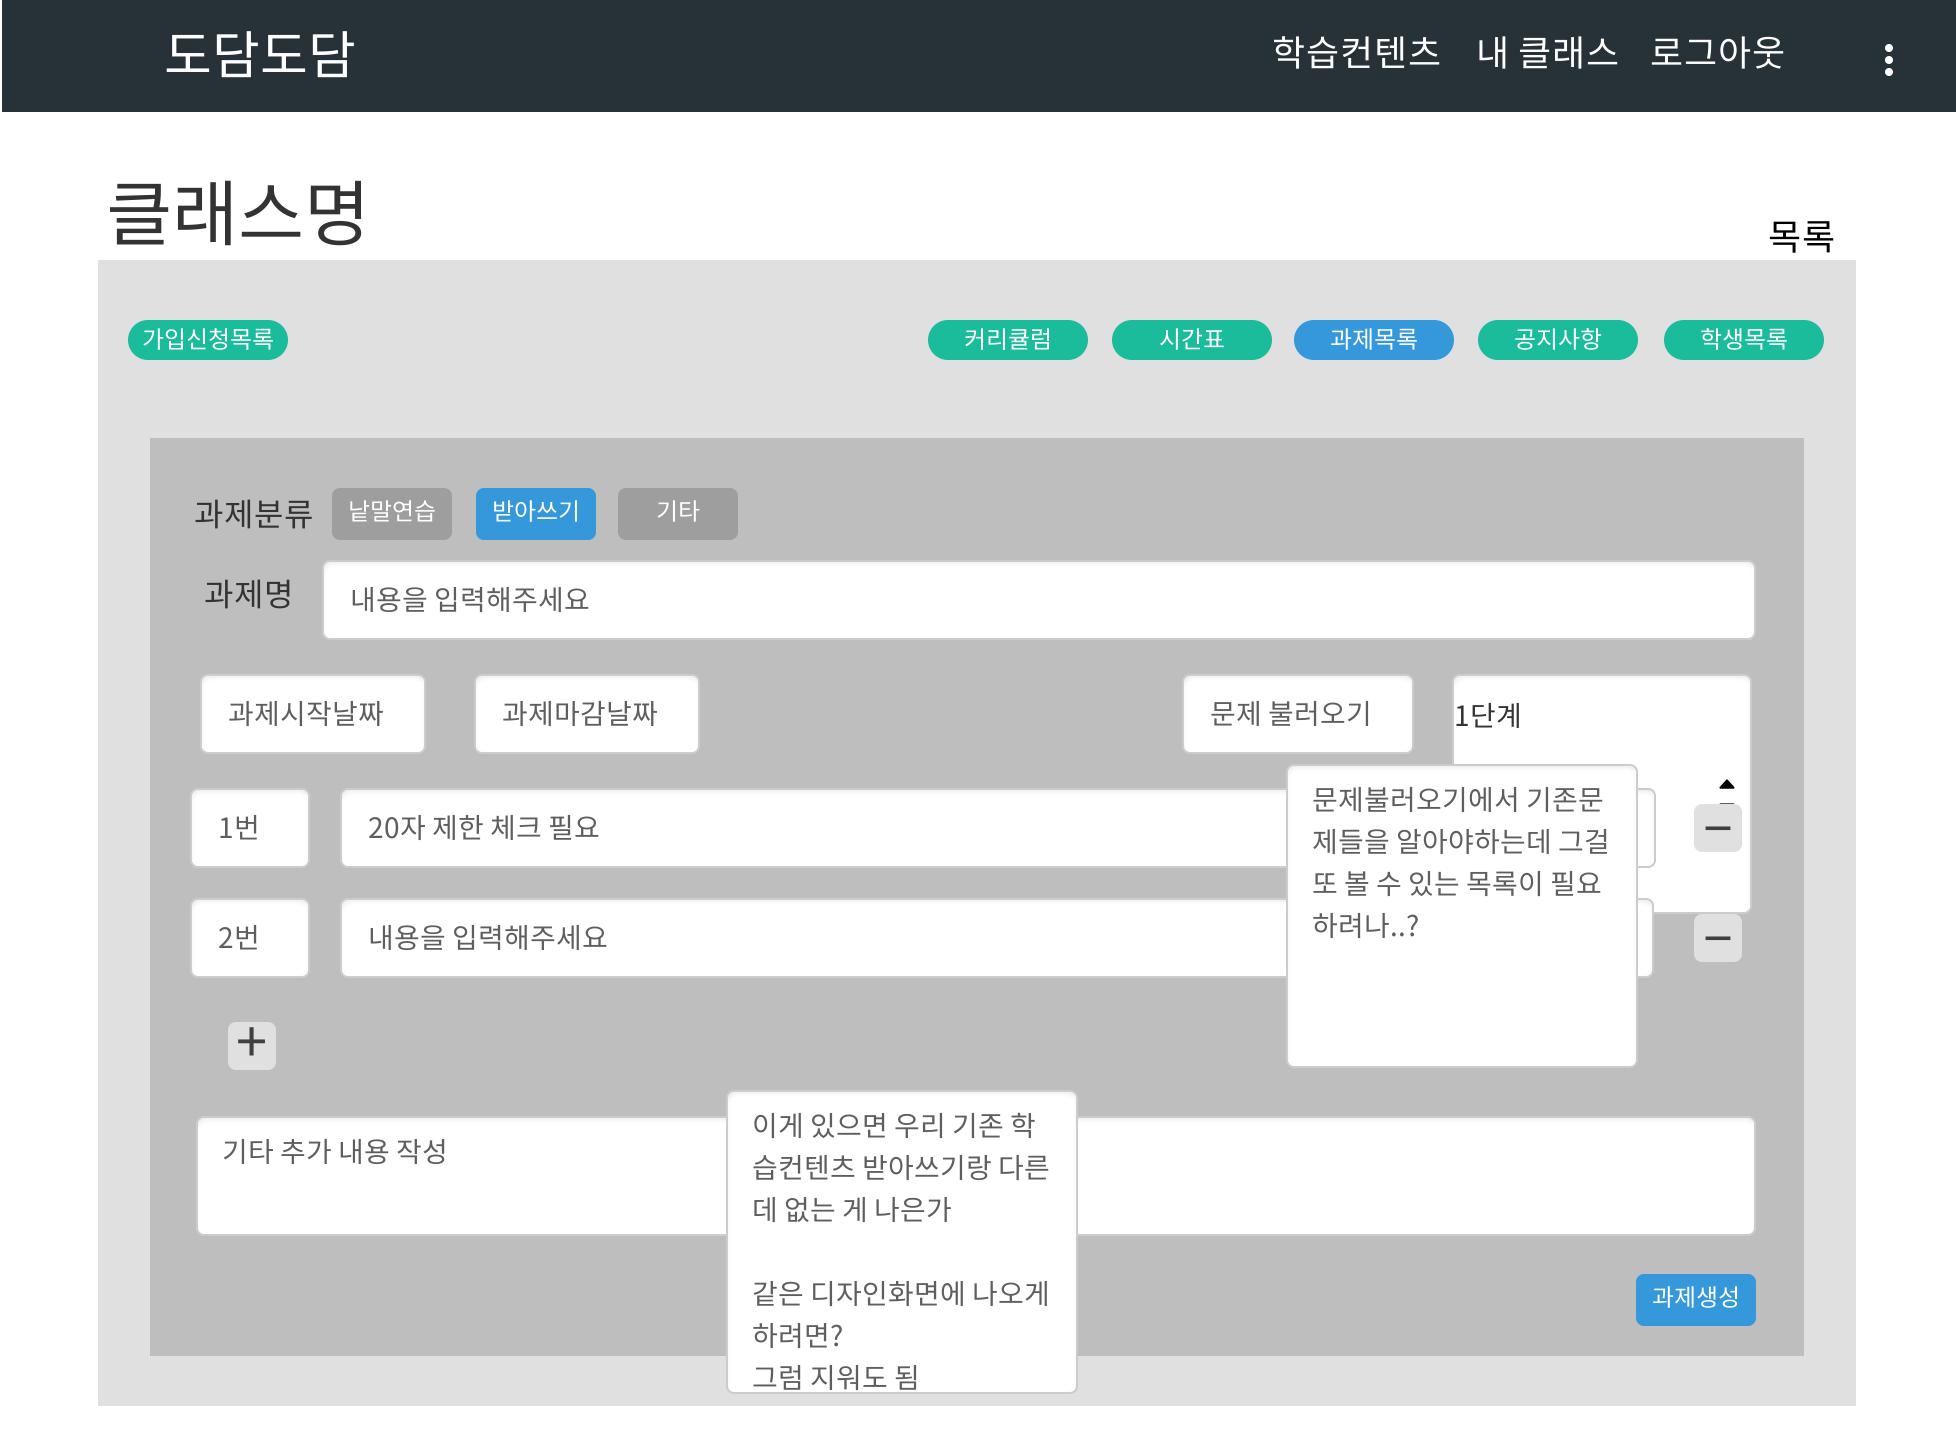 도담도담
학습컨텐츠 내 클래스 로그아웃
클래스명
목록
가입신청목록 커리큘럼 시간표 과제목록 공지사항 학생목록
과제분류 낱말연습 받아쓰기 기타
과제명 내용을 입력해주세요
과제시작날짜 과제마감날짜 문제 불러오기 1단계
1번 20자 제한 체크 필요
문제불러오기에서 기존문
제들을 알아야하는데 그걸
또 볼 수 있는 목록이 필요
하려나..?
2번 내용을 입력해주세요
기타 추가 내용 작성
이게 있으면 우리 기존 학
습컨텐츠 받아쓰기랑 다른
데 없는 게 나은가
같은 디자인화면에 나오게
하려면?
그럼 지워도 됨
과제생성